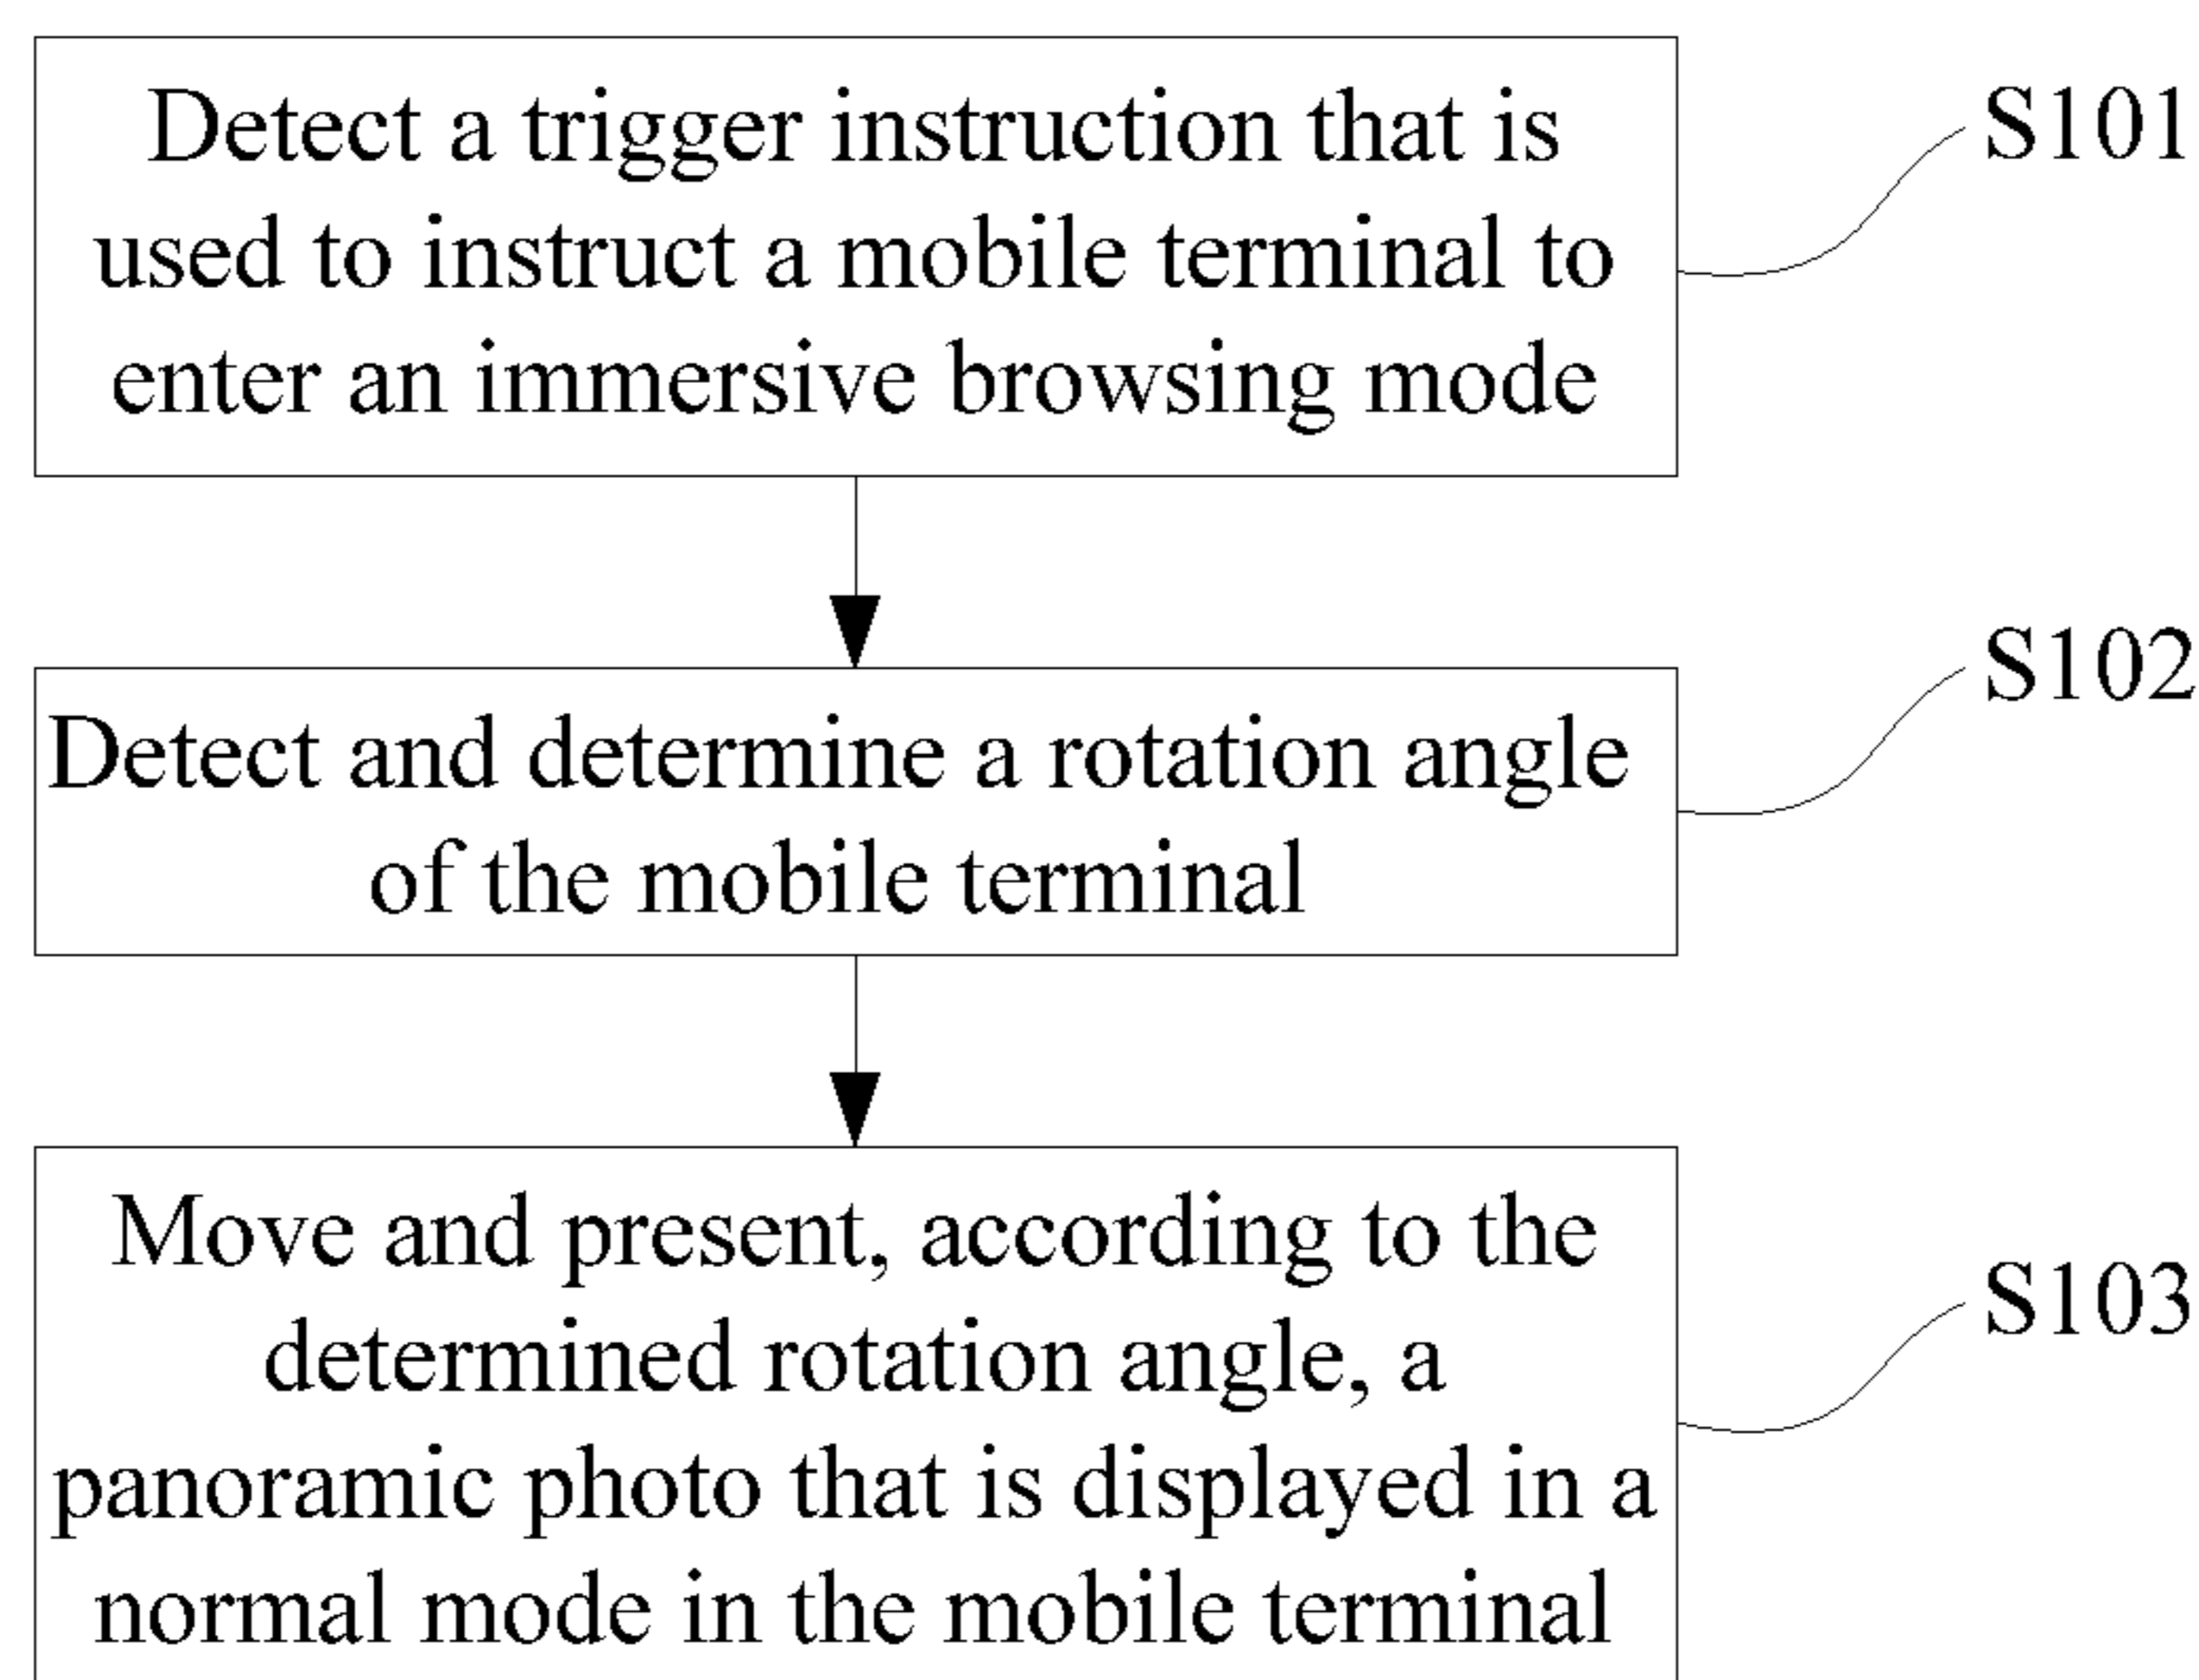 Detect a trigger instruction that is
used to instruct a mobile terminal to
enter an immersive browsing mode
S101
Detect and determine a rotation angle
of the mobile terminal
S102
Move and present, according to the
determined rotation angle, a
panoramic photo that is displayed in a
normal mode in the mobile terminal
S103